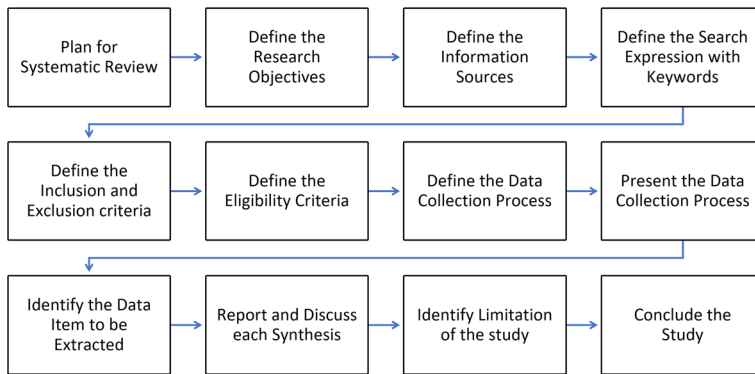 Plan for
Systematic Review
Define the
Research
Objectives
Define the
Information
Sources
Define the Search
Expression with
Keywords
Define the
Inclusion and
Exclusion criteria
Define the
Eligibility Criteria
Define the Data
Collection Process
Present the Data
Collection Process
Identify the Data
Item to be
Extracted
Report and Discuss
each Synthesis
Identify Limitation
of the study
Conclude the
Study